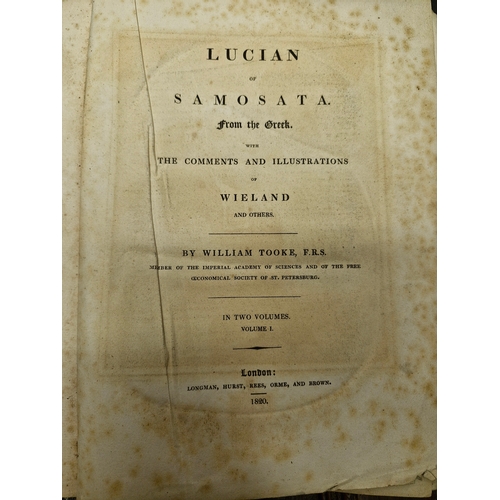 LUCIAN
OF
SAMOSATA.
From the Greek.
WITH
THE COMMENTS AND ILLUSTRATIONS
OF
WIELAND
AND OTHERS.
BY WILLIAM TOOKE, F.R.S.
MEMBER OF THE IMPERIAL ACADEMY OF SCIENCES AND OF THE FREE
ŒCONOMICAL SOCIETY OF ST. PETERSBURG.
IN TWO VOLUMES.
VOLUME I.
London:
LONGMAN, HURST, REES, ORME, AND BROWN.
1820.